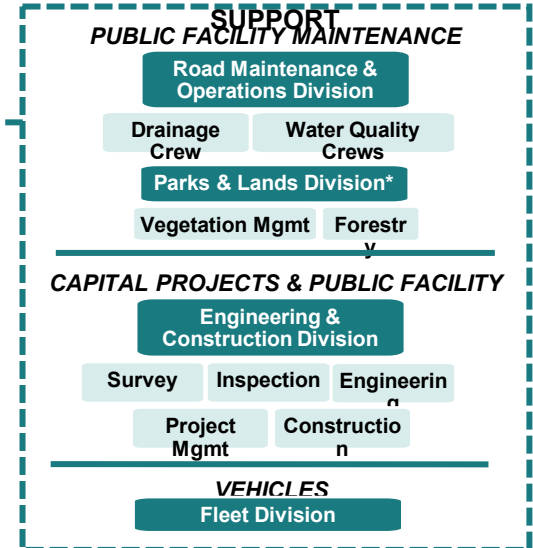 SUPPORT
PUBLIC FACILITY MAINTENANCE
Road Maintenance &
Operations Division
Drainage
Crew
Water Quality
Crews
Parks & Lands Division*
Vegetation Mgmt
Forestr
y
CAPITAL PROJECTS & PUBLIC FACILITY
Engineering &
Construction Division
Survey
Inspection
Engineerin
g
Project
Mgmt
Constructio
n
VEHICLES
Fleet Division